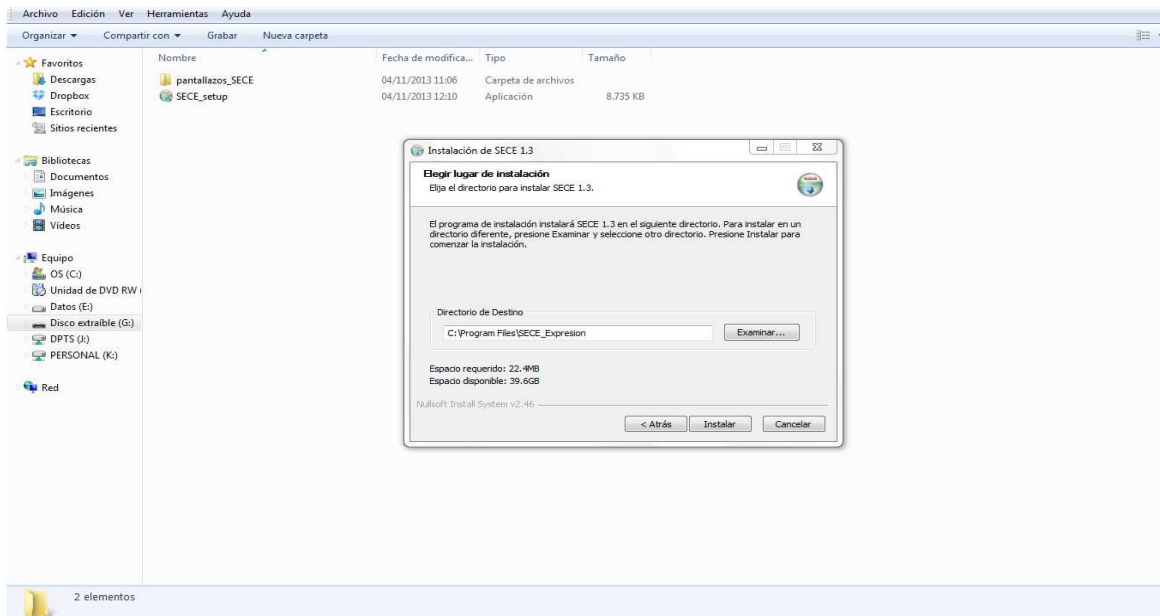 Archivo Edición Ver Herramientas Ayuda
Organizar Compartir con Grabar Nueva carpeta
Favoritos
Descargas
Dropbox
Escritorio
Sitios recientes
Bibliotecas
Documentos
Imágenes
Música
Vídeos
Equipo
OS (C:)
Unidad de DVD RW
Datos (E:)
Disco extraíble (G:)
DPTS (J:)
PERSONAL (K:)
Red
Nombre Fecha de modifica... Tipo Tamaño
pantallazos_SECE 04/11/2013 11:06 Carpeta de archivos
SECE_setup 04/11/2013 12:10 Aplicación 8.735 KB
Instalación de SECE 1.3
Elegir lugar de instalación
Elija el directorio para instalar SECE 1.3.
El programa de instalación instalará SECE 1.3 en el siguiente directorio. Para instalar en un
directorio diferente, presione Examinar y seleccione otro directorio. Presione Instalar para
comenzar la instalación.
Directorio de Destino
C:\Program Files\SECE_Expresion Examinar...
Espacio requerido: 22.4MB
Espacio disponible: 39.6GB
Nullsoft Install System v2.46
< Atrás Instalar Cancelar
2 elementos